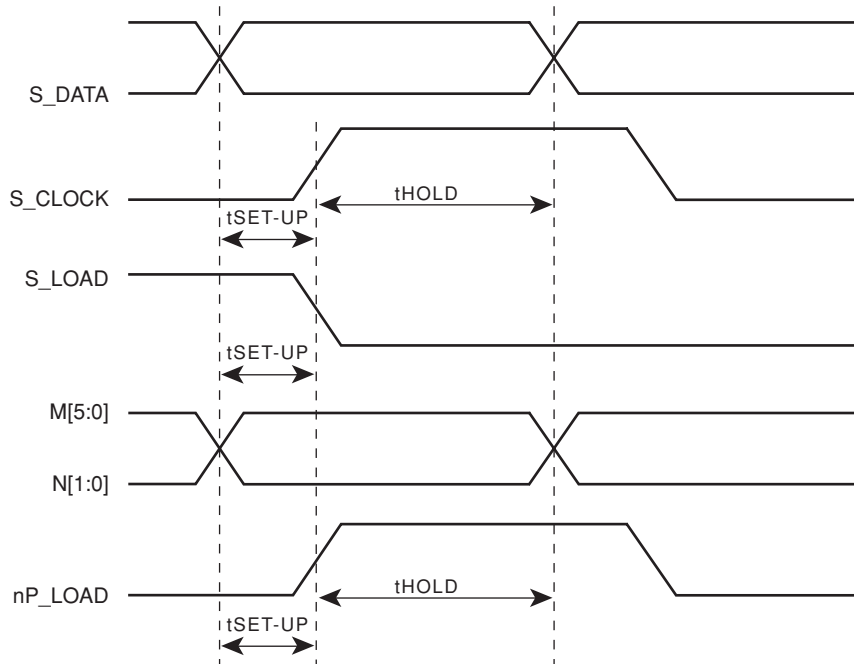 S_DATA
S_CLOCK
tHOLD
tSET-UP
S_LOAD
tSET-UP
M[5:0]
N[1:0]
nP_LOAD
tHOLD
tSET-UP